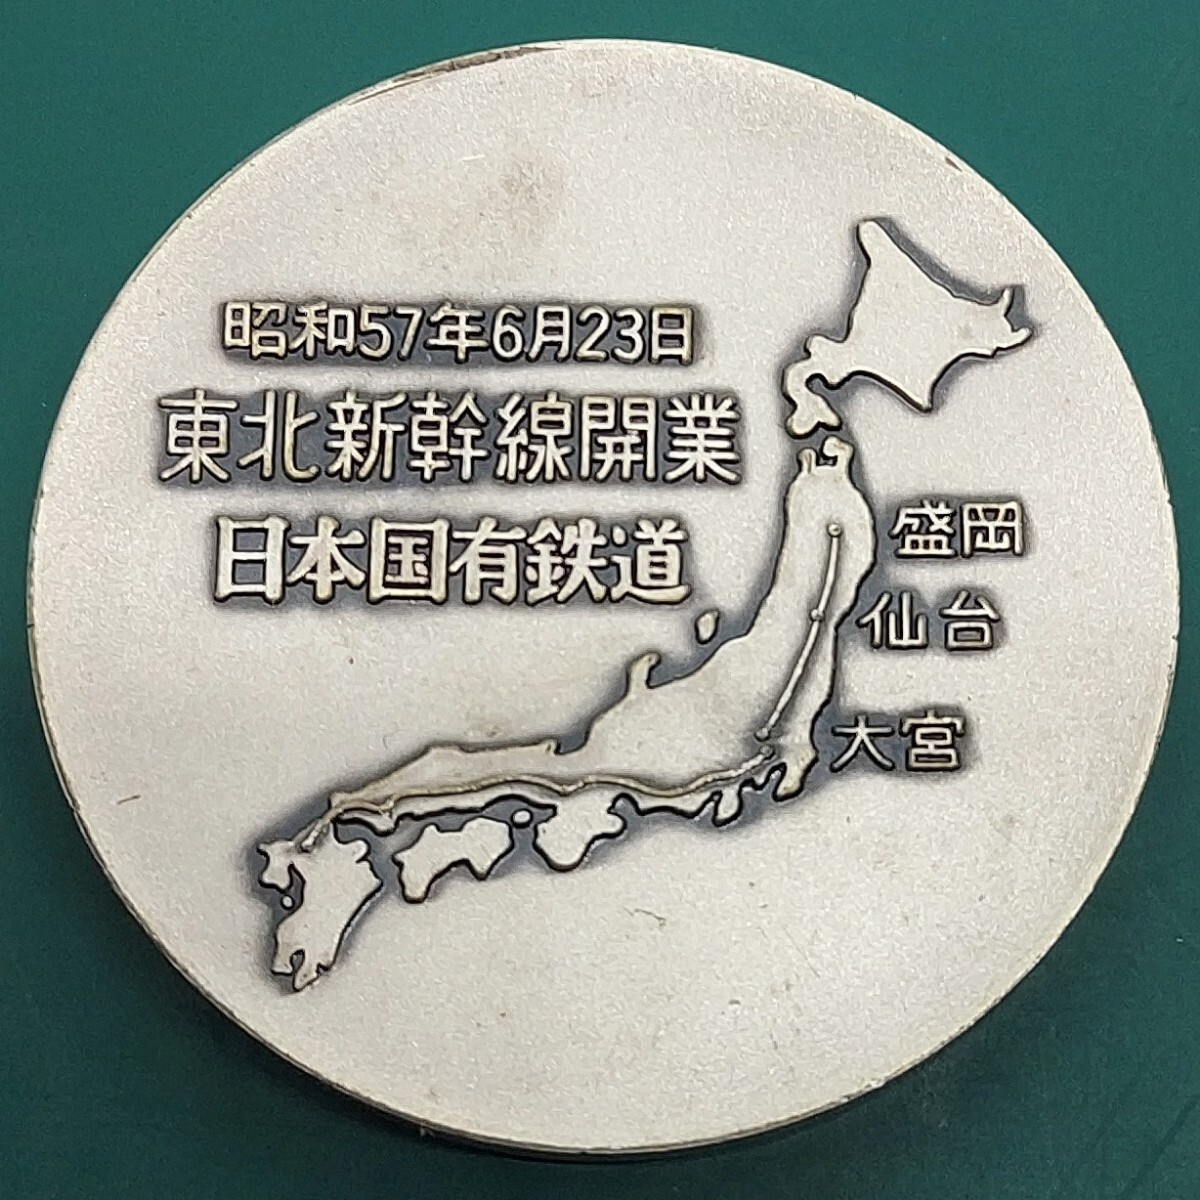 昭和57年6月23日
東北新幹線開業
日本国有鉄道
盛岡
仙台
大宮